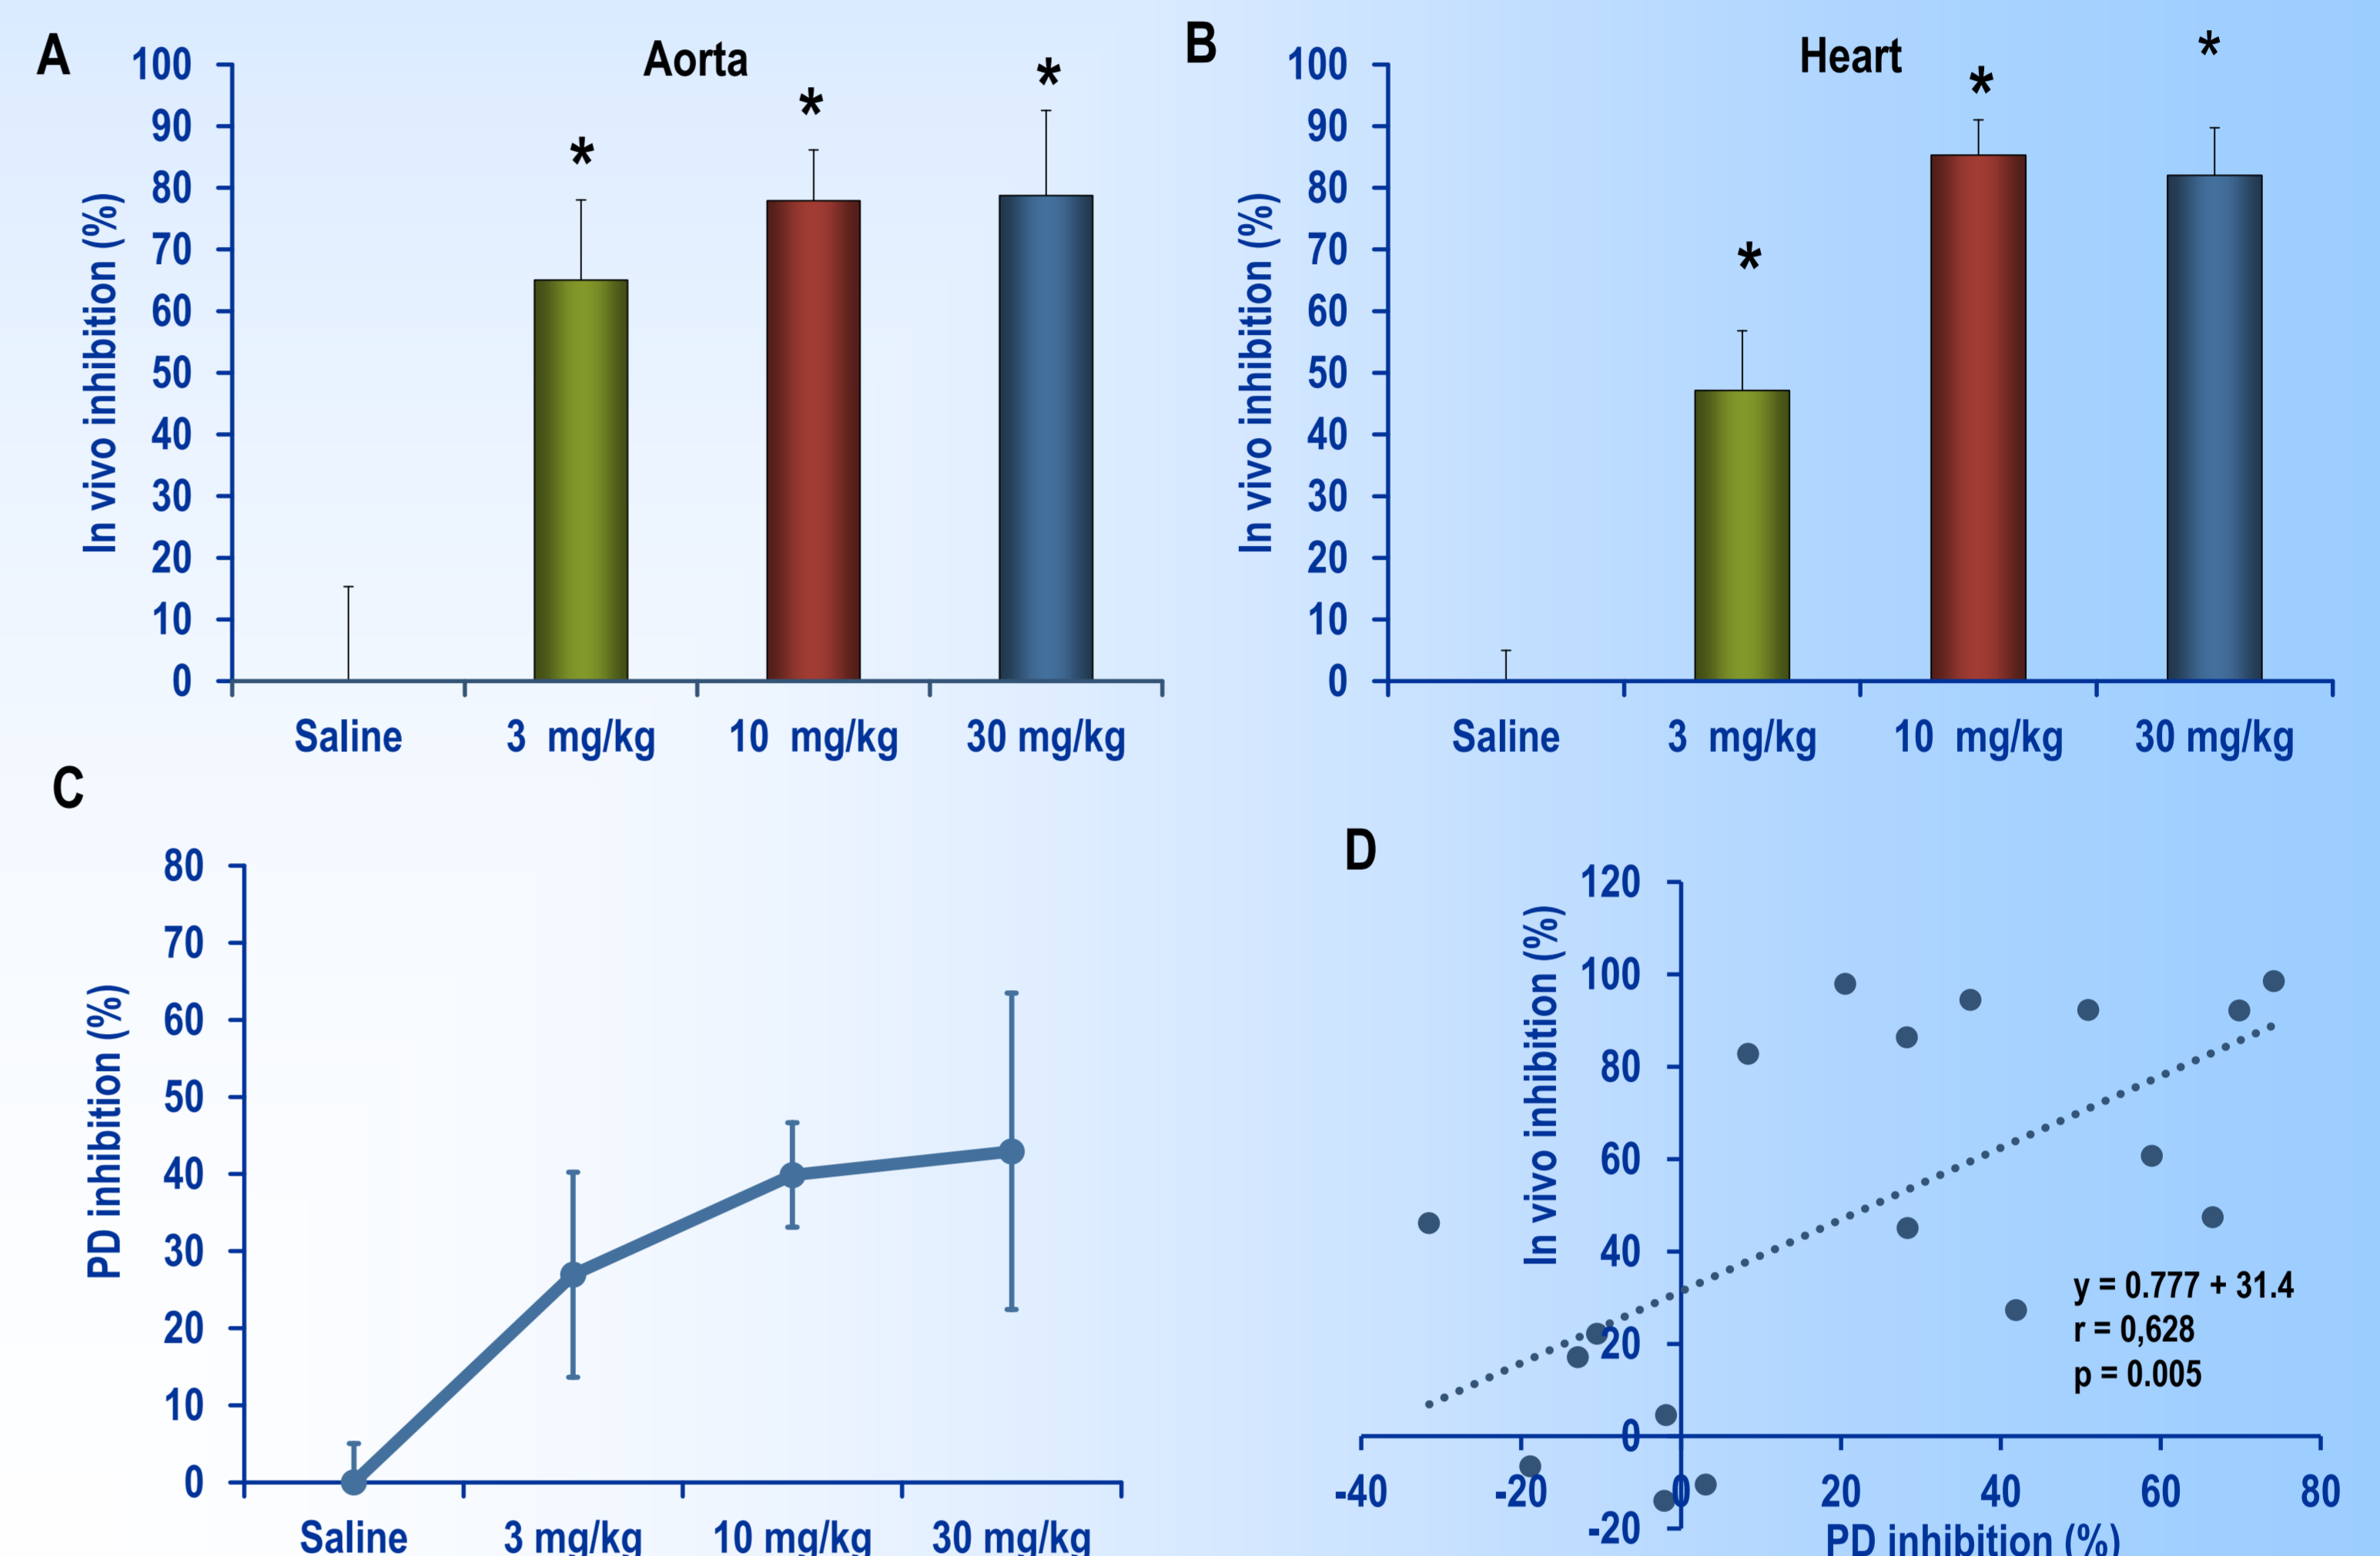 A
Aorta
100
90
80
70
60
50
40
30
20
10
0
In vivo inhibition (%)
Saline
3 mg/kg
10 mg/kg
30 mg/kg
*
*
*
B
Heart
100
90
80
70
60
50
40
30
20
10
0
In vivo inhibition (%)
Saline
3 mg/kg
10 mg/kg
30 mg/kg
*
*
*
C
80
70
60
50
40
30
20
10
0
PD inhibition (%)
Saline
3 mg/kg
10 mg/kg
30 mg/kg
D
120
100
80
60
40
20
0
-20
In vivo inhibition (%)
y = 0.777 + 31.4
r = 0,628
p = 0.005
-40
-20
0
20
40
60
80
PD inhibition (%)